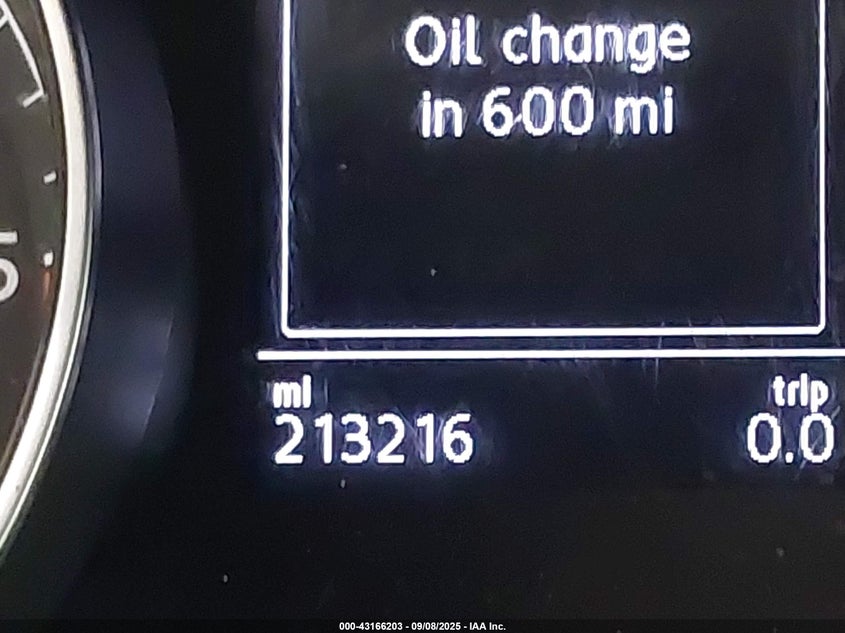 Oil change
in 600 mi
mi trip
213216 0.0
000-43166203 - 09/08/2025 - IAA Inc.